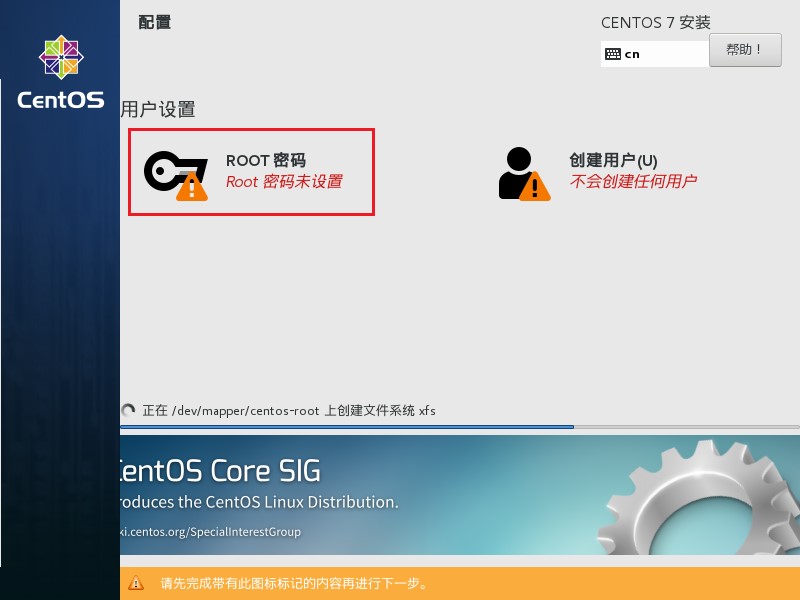 配置
CENTOS 7 安装
cn
帮助！
CentOS
用户设置
ROOT 密码
Root 密码未设置
创建用户(U)
不会创建任何用户
正在 /dev/mapper/centos-root 上创建文件系统 xfs
CentOS Core SIG
roduces the CentOS Linux Distribution.
ki.centos.org/SpecialInterestGroup
请先完成带有此图标标记的内容再进行下一步。